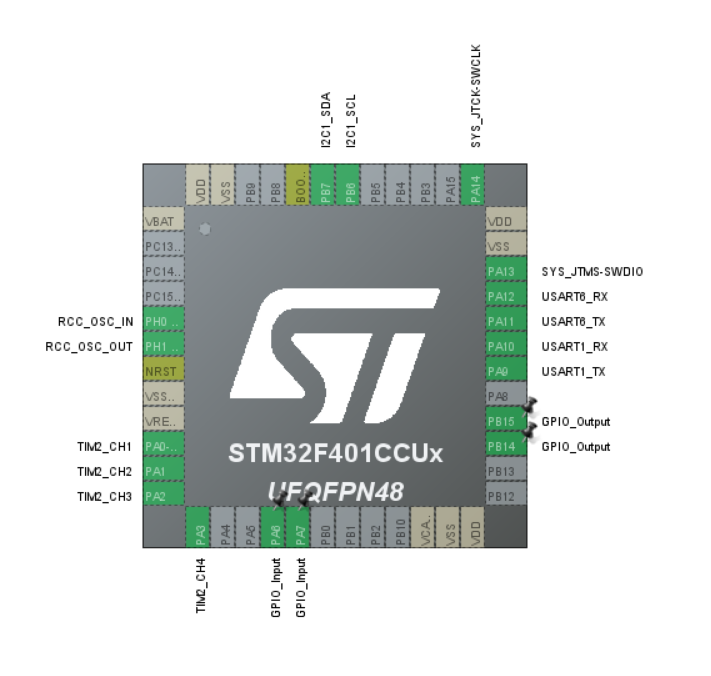 I2C1_SDA
I2C1_SCL
SYS_JTCK-SWCLK
VDD
VSS
PB9
PB8
BOO..
PB7
PB6
PB5
PB4
PB3
PA15
PA14
VBAT
PC13..
PC14..
PC15..
RCC_OSC_IN PH0 ..
RCC_OSC_OUT PH1 ..
NRST
VSS..
VRE..
TIM2_CH1 PA0-..
TIM2_CH2 PA1
TIM2_CH3 PA2
VDD
VSS
PA13 SYS_JTMS-SWDIO
PA12 USART6_RX
PA11 USART6_TX
PA10 USART1_RX
PA9 USART1_TX
PA8
PB15 GPIO_Output
PB14 GPIO_Output
PB13
PB12
ST
STM32F401CCUx
UFQFPN48
PA3
PA4
PA5
PA6
PA7
PB0
PB1
PB2
PB10
VCA..
VSS
VDD
TIM2_CH4
GPIO_Input
GPIO_Input